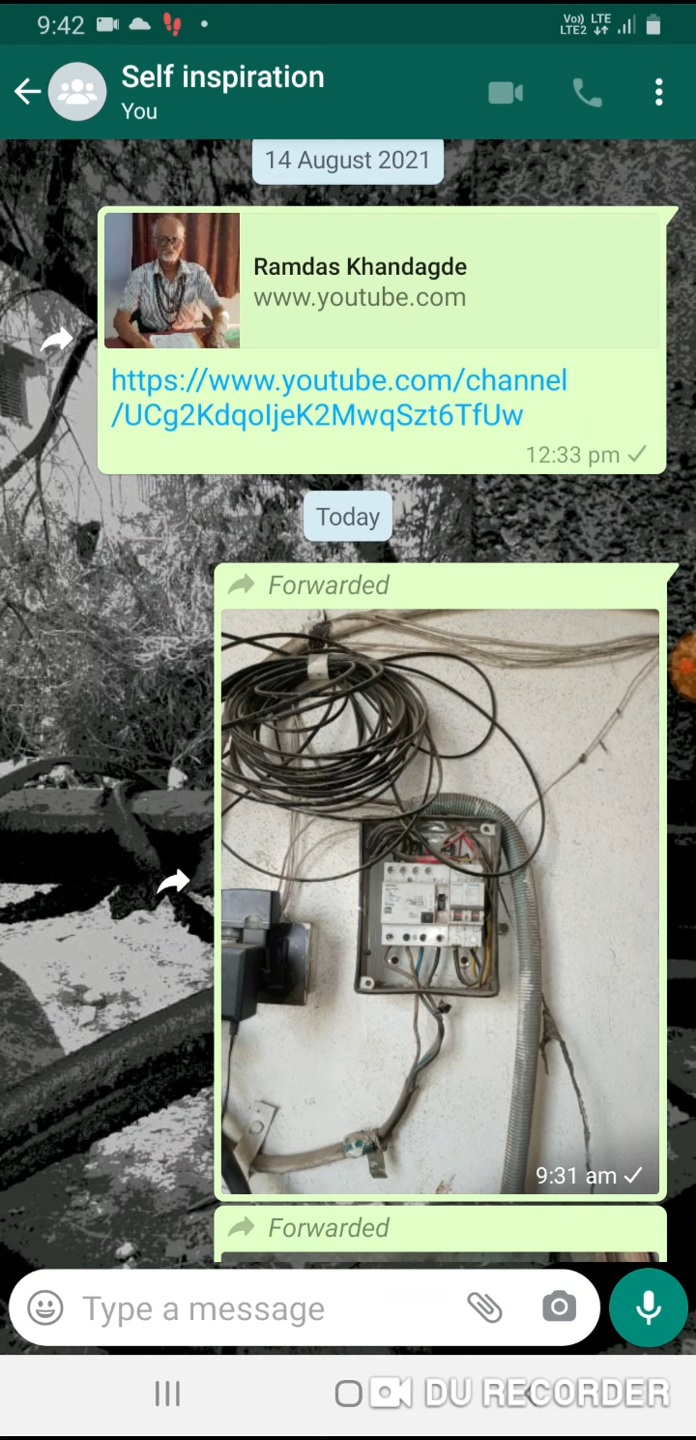 9:42
Vo)) LTE
LTE2
Self inspiration
You
14 August 2021
Ramdas Khandagde
www.youtube.com
https://www.youtube.com/channel
/UCg2KdqoIjeK2MwqSzt6TfUw
12:33 pm
Today
Forwarded
9:31 am
Forwarded
Type a message
DU RECORDER